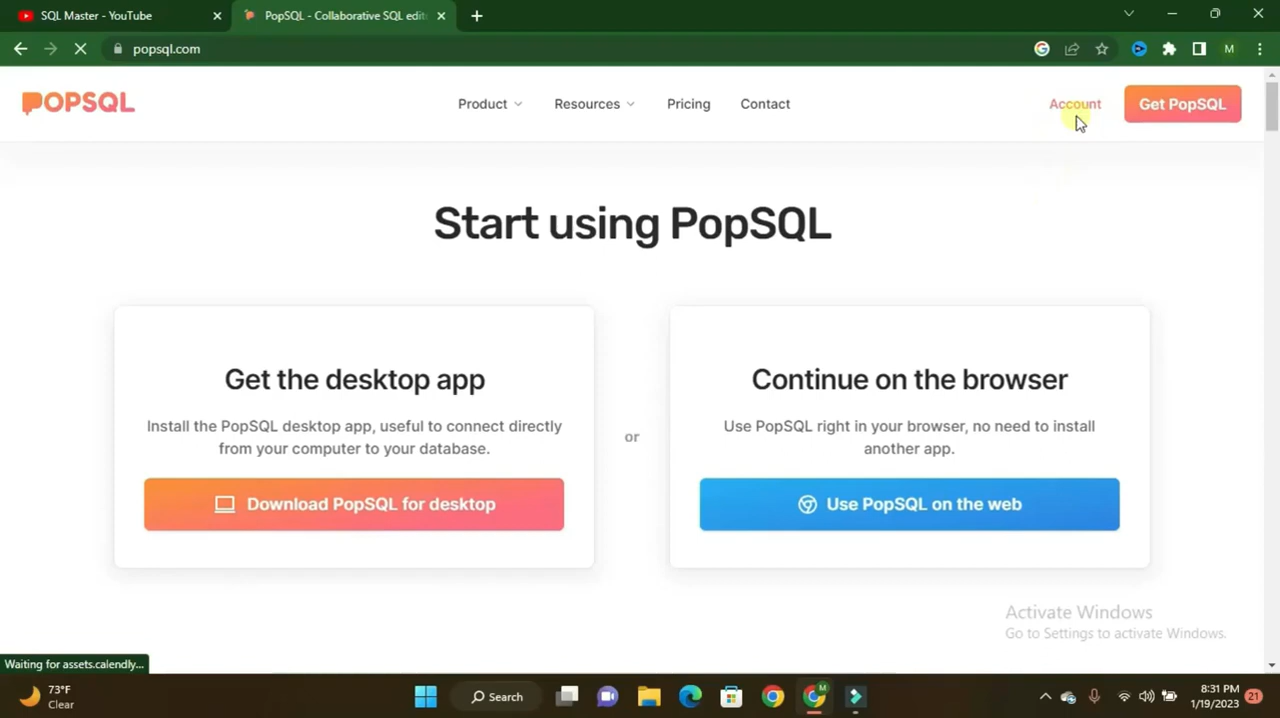 SQL Master - YouTube
PopSQL - Collaborative SQL edit
popsql.com
M
POPSQL
Product
Resources
Pricing
Contact
Account
Get PopSQL
Start using PopSQL
Get the desktop app
Install the PopSQL desktop app, useful to connect directly
from your computer to your database.
Download PopSQL for desktop
or
Continue on the browser
Use PopSQL right in your browser, no need to install
another app.
Use PopSQL on the web
Activate Windows
Go to Settings to activate Windows.
Waiting for assets.calendly...
73°F
Clear
Search
M
8:31 PM
1/19/2023
21